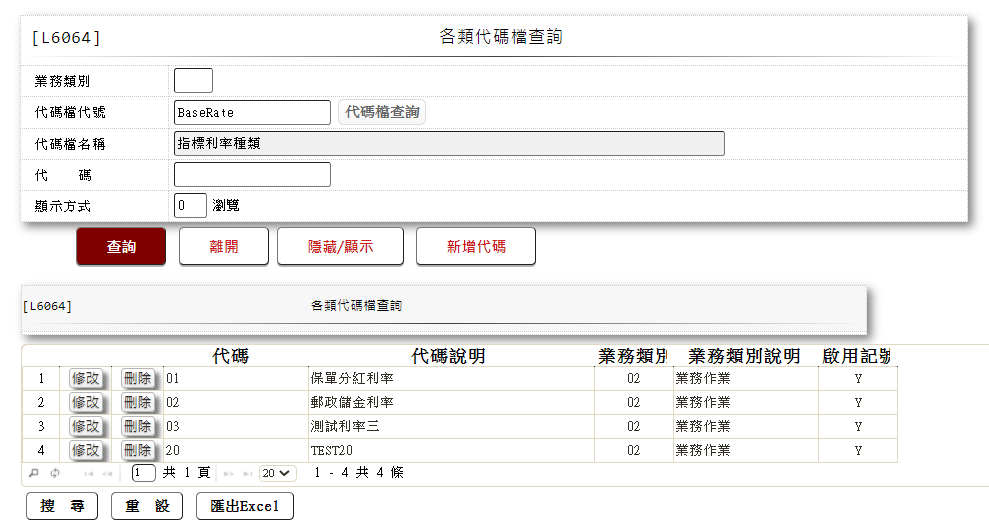 [L6064] 各類代碼檔查詢
業務類別
代碼檔代號 BaseRate 代碼檔查詢
代碼檔名稱 指標利率種類
代 碼
顯示方式 0 瀏覽
查詢 離開 隱藏/顯示 新增代碼
[L6064] 各類代碼檔查詢
代碼 代碼說明 業務類別 業務類別說明 啟用記號
1 修改 刪除 01 保單分紅利率 02 業務作業 Y
2 修改 刪除 02 郵政儲金利率 02 業務作業 Y
3 修改 刪除 03 測試利率三 02 業務作業 Y
4 修改 刪除 20 TEST20 02 業務作業 Y
1 共 1 頁 20 1 - 4 共 4 條
搜 尋 重 設 匯出Excel